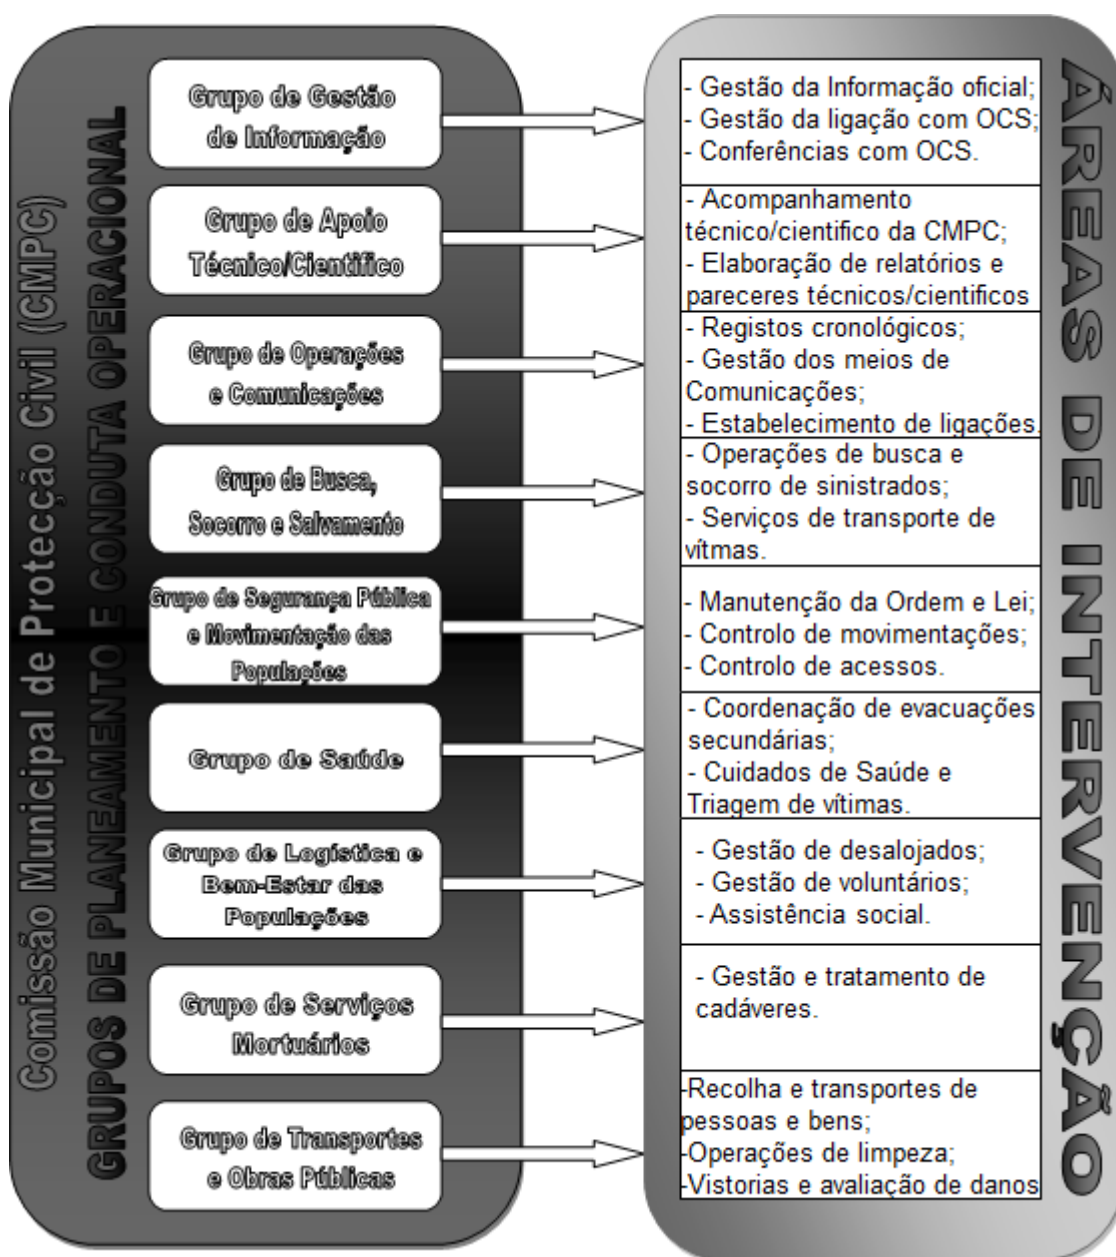 Comissão Municipal de Protecção Civil (CMPC)
GRUPOS DE PLANEAMENTO E CONDUTA OPERACIONAL
Grupo de Gestão
de Informação
- Gestão da Informação oficial;
- Gestão da ligação com OCS;
- Conferências com OCS.
Grupo de Apoio
Técnico/Cientifico
- Acompanhamento
técnico/cientifico da CMPC;
- Elaboração de relatórios e
pareceres técnicos/cientificos
Grupo de Operações
e Comunicações
- Registos cronológicos;
- Gestão dos meios de
Comunicações;
- Estabelecimento de ligações.
Grupo de Busca,
Socorro e Salvamento
- Operações de busca e
socorro de sinistrados;
- Serviços de transporte de
vítmas.
Grupo de Segurança Pública
e Movimentação das
Populações
- Manutenção da Ordem e Lei;
- Controlo de movimentações;
- Controlo de acessos.
Grupo de Saúde
- Coordenação de evacuações
secundárias;
- Cuidados de Saúde e
Triagem de vítimas.
Grupo de Logística e
Bem-Estar das
Populações
- Gestão de desalojados;
- Gestão de voluntários;
- Assistência social.
Grupo de Serviços
Mortuários
- Gestão e tratamento de
cadáveres.
Grupo de Transportes
e Obras Públicas
-Recolha e transportes de
pessoas e bens;
-Operações de limpeza;
-Vistorias e avaliação de danos
ÁREAS DE INTERVENÇÃO